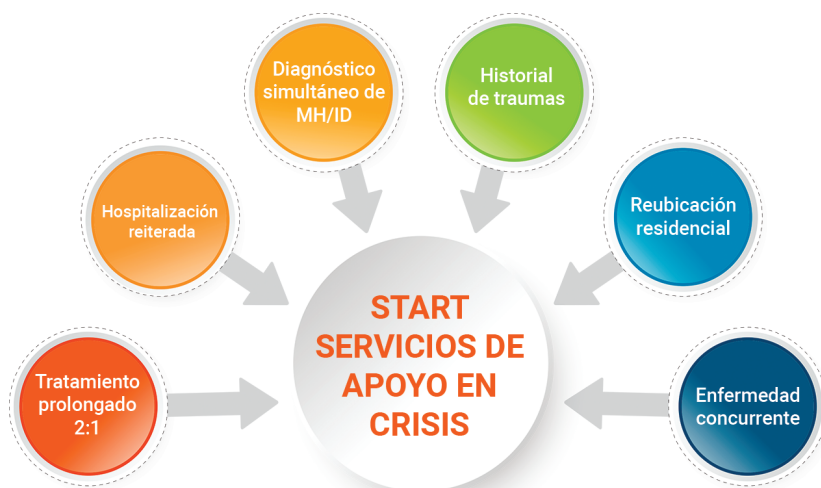 Diagnóstico
simultáneo de
MH/ID
Historial
de traumas
Hospitalización
reiterada
Reubicación
residencial
START
SERVICIOS DE
APOYO EN
CRISIS
Tratamiento
prolongado
2:1
Enfermedad
concurrente